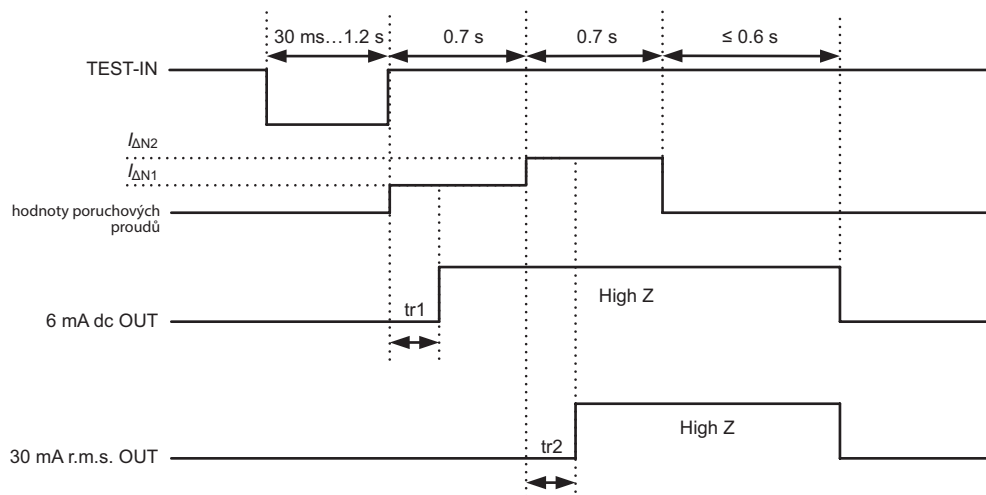 30 ms…1.2 s 0.7 s 0.7 s ≤ 0.6 s
TEST-IN
IΔN2
IΔN1
hodnoty poruchových
proudů
High Z
tr1
6 mA dc OUT
High Z
tr2
30 mA r.m.s. OUT